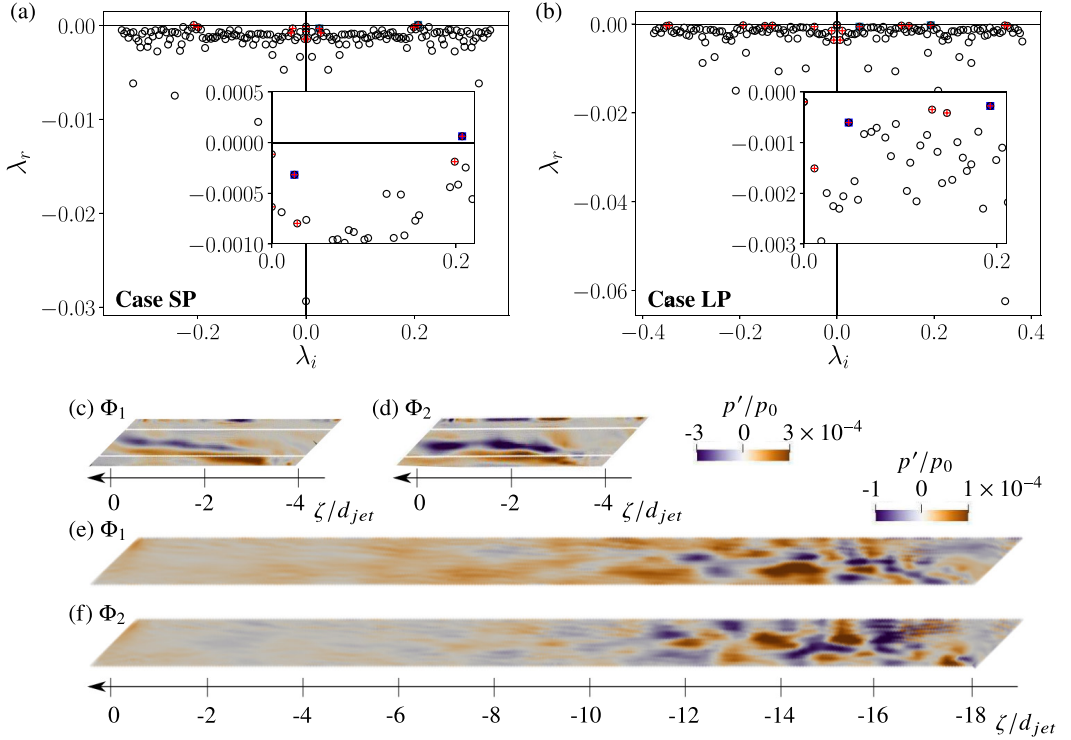 (a)
0.00
−0.01
−0.02
−0.03
λr
−0.2
0.0
0.2
λi
0.0005
0.0000
−0.0005
−0.0010
0.0
0.2
Case SP
(b)
0.00
−0.02
−0.04
−0.06
λr
−0.4
−0.2
0.0
0.2
0.4
λi
0.000
−0.001
−0.002
−0.003
0.0
0.2
Case LP
(c) Φ1
0
-2
-4
ζ/djet
(d) Φ2
0
-2
-4
ζ/djet
p′/p0
-3 0 3 × 10−4
p′/p0
-1 0 1 × 10−4
(e) Φ1
(f) Φ2
0 -2 -4 -6 -8 -10 -12 -14 -16 -18 ζ/djet